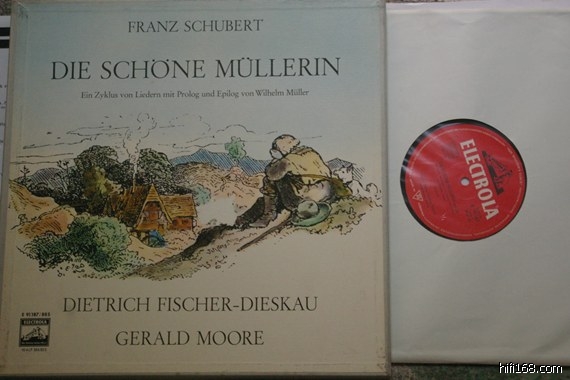 FRANZ SCHUBERT
DIE SCHÖNE MÜLLERIN
Ein Zyklus von Liedern mit Prolog und Epilog von Wilhelm Müller
DIETRICH FISCHER-DIESKAU
GERALD MOORE
ELECTROLA
ELECTROLA
hifi168.com